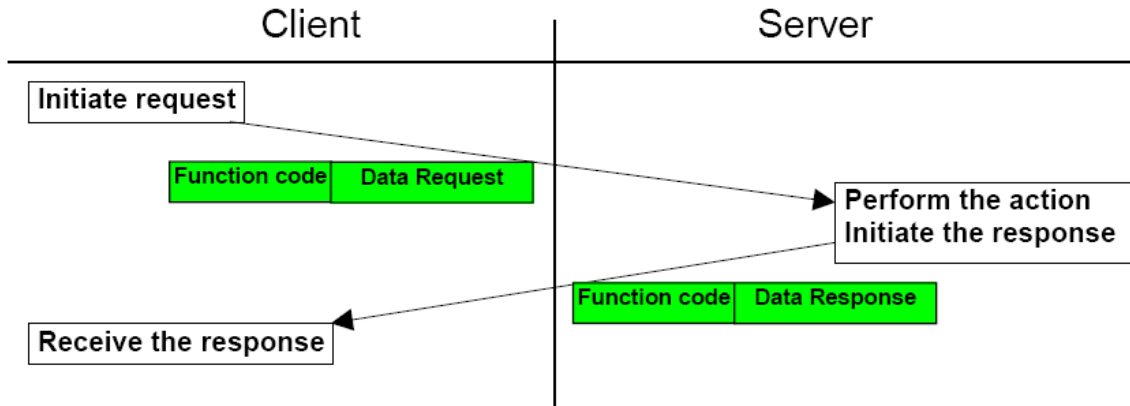 Client
Server
Initiate request
Function code
Data Request
Perform the action
Initiate the response
Function code
Data Response
Receive the response